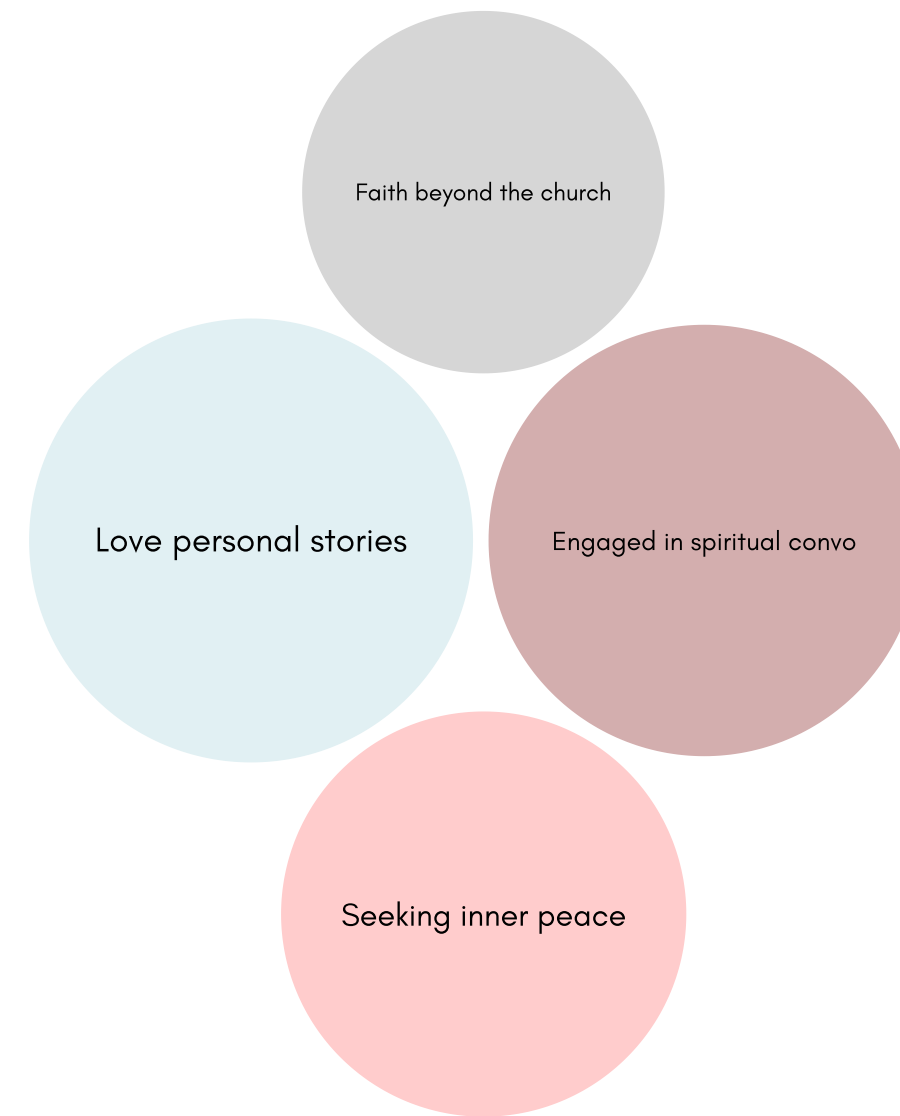 Faith beyond the church
Love personal stories
Engaged in spiritual convo
Seeking inner peace